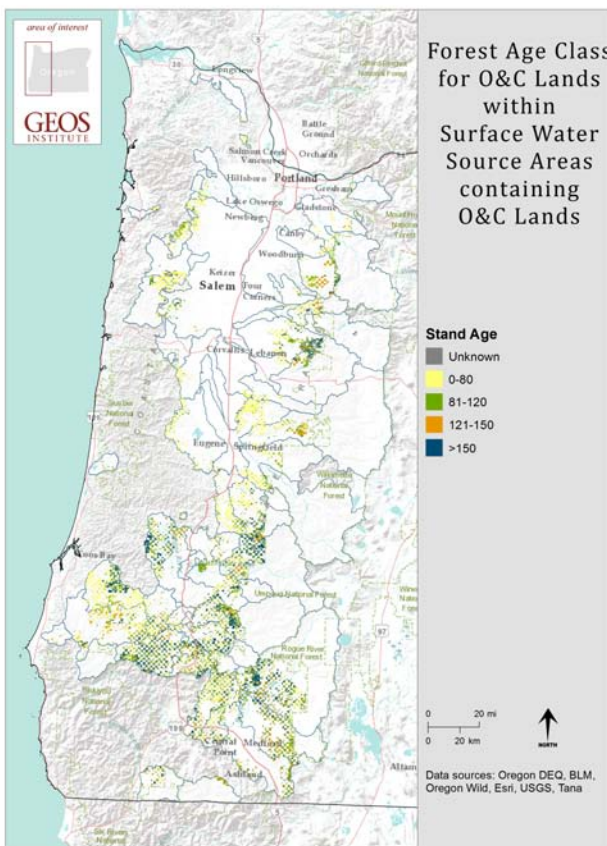 area of interest
Oregon
GEOS
INSTITUTE
Forest Age Class
for O&C Lands
within
Surface Water
Source Areas
containing
O&C Lands
Stand Age
Unknown
0-80
81-120
121-150
>150
0 20 mi
0 20 km
NORTH
Data sources: Oregon DEQ, BLM,
Oregon Wild, Esri, USGS, Tana
Longview
Battle
Ground
Salmon Creek
Vancouver
Orchards
Hillsboro
Portland
Gresham
Lake Oswego
Gladstone
Newberg
Canby
Woodburn
Keizer
Salem
Four
Corners
Corvallis
Lebanon
Eugene
Springfield
Coos Bay
Umpqua National Forest
Rogue River
National Forest
97
Central
Point
Medford
Ashland
Altam